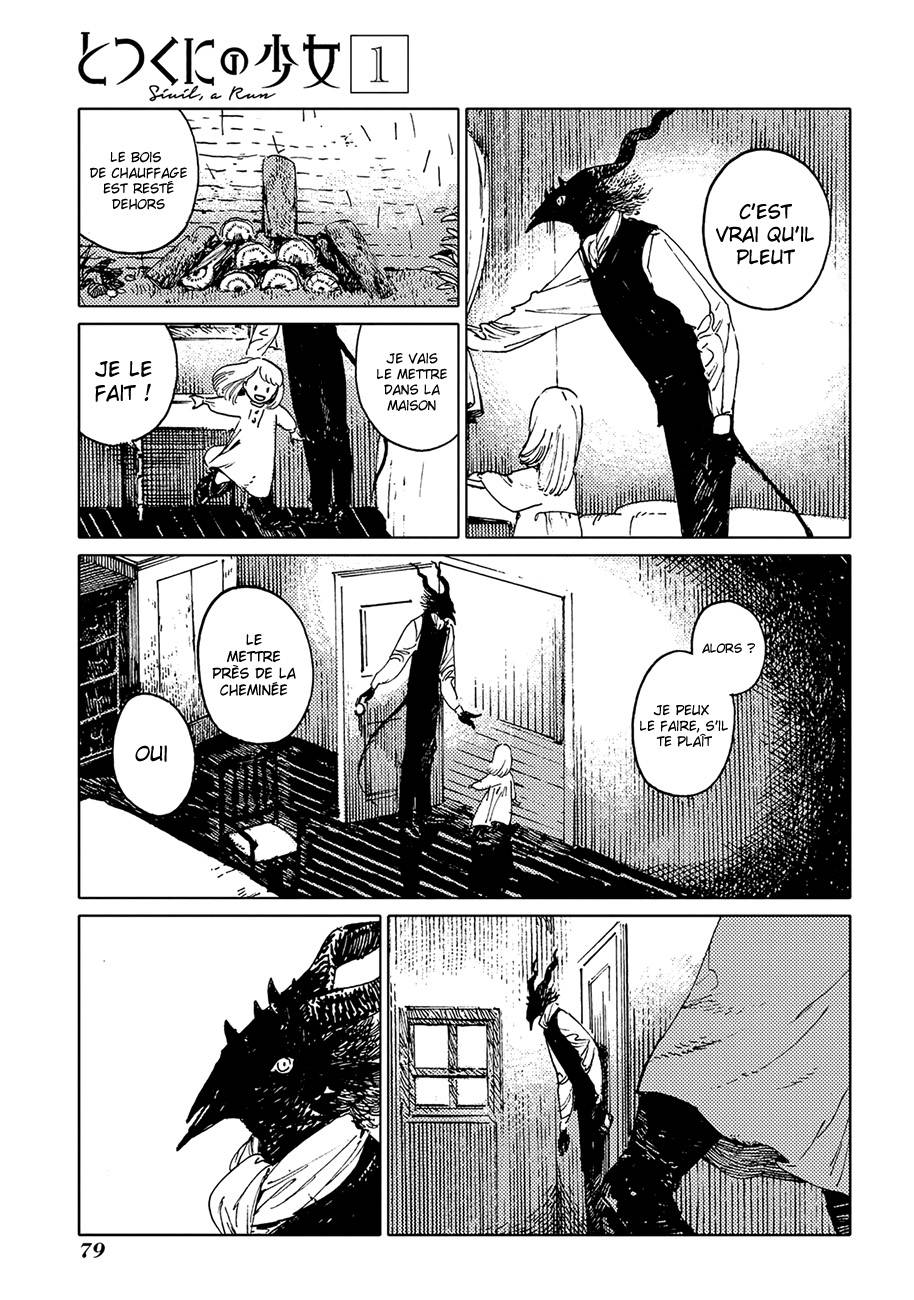 とつくにの少女 1
Siúil, a Rún
C'EST
VRAI QU'IL
PLEUT
LE BOIS
DE CHAUFFAGE
EST RESTÉ
DEHORS
JE VAIS
LE METTRE
DANS LA
MAISON
JE LE
FAIT !
ALORS ?
JE PEUX
LE FAIRE, S'IL
TE PLAÎT
LE
METTRE
PRÈS DE LA
CHEMINÉE
OUI
79